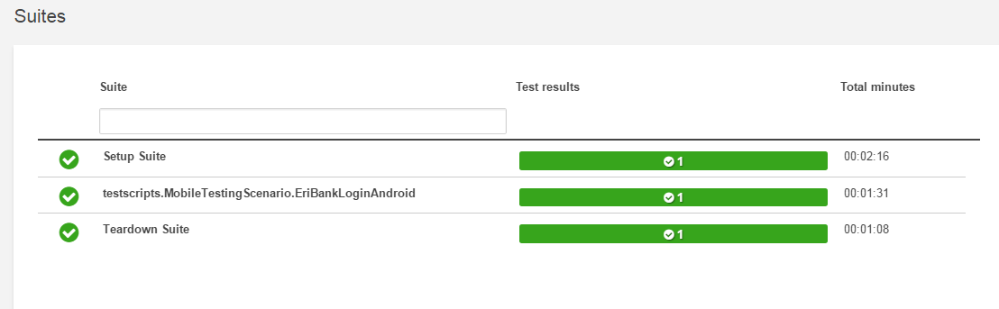 Suites
Suite Test results Total minutes
Setup Suite 1 00:02:16
testscripts.MobileTestingScenario.EriBankLoginAndroid 1 00:01:31
Teardown Suite 1 00:01:08